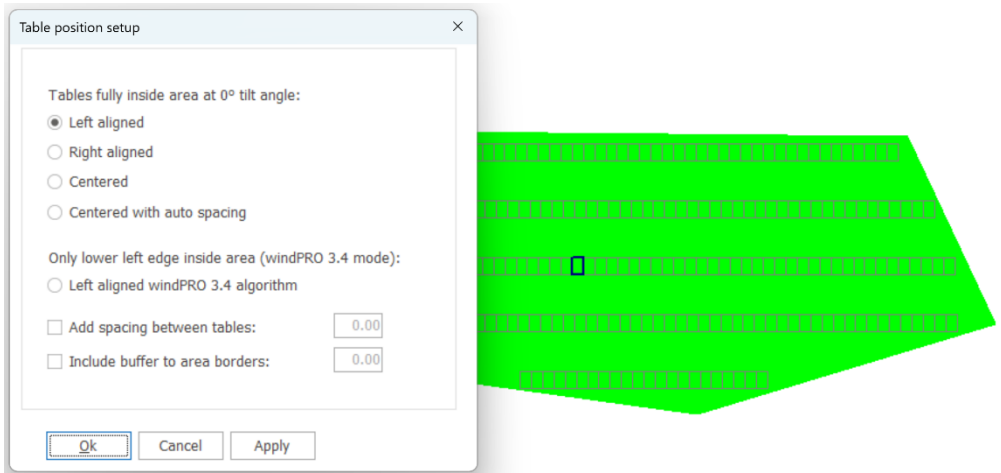 Table position setup
Tables fully inside area at 0º tilt angle:
Left aligned
Right aligned
Centered
Centered with auto spacing
Only lower left edge inside area (windPRO 3.4 mode):
Left aligned windPRO 3.4 algorithm
Add spacing between tables: 0.00
Include buffer to area borders: 0.00
Ok Cancel Apply